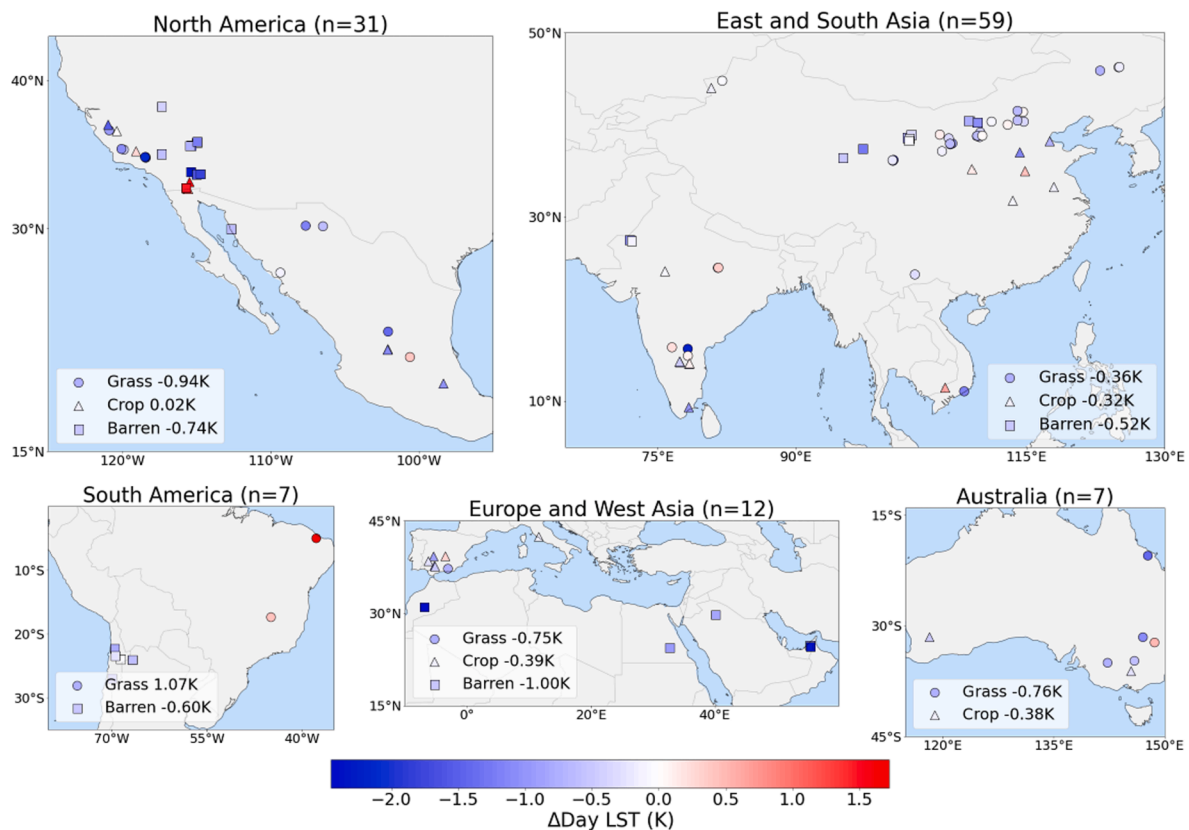 North America (n=31)
East and South Asia (n=59)
40°N
30°N
15°N
120°W 110°W 100°W
Grass -0.94K
Crop 0.02K
Barren -0.74K
50°N
30°N
10°N
75°E 90°E 115°E 130°E
Grass -0.36K
Crop -0.32K
Barren -0.52K
South America (n=7)
Europe and West Asia (n=12)
Australia (n=7)
10°S
20°S
30°S
70°W 55°W 40°W
Grass 1.07K
Barren -0.60K
45°N
30°N
15°N
0° 20°E 40°E
Grass -0.75K
Crop -0.39K
Barren -1.00K
15°S
30°S
45°S
120°E 135°E 150°E
Grass -0.76K
Crop -0.38K
−2.0 −1.5 −1.0 −0.5 0.0 0.5 1.0 1.5
ΔDay LST (K)